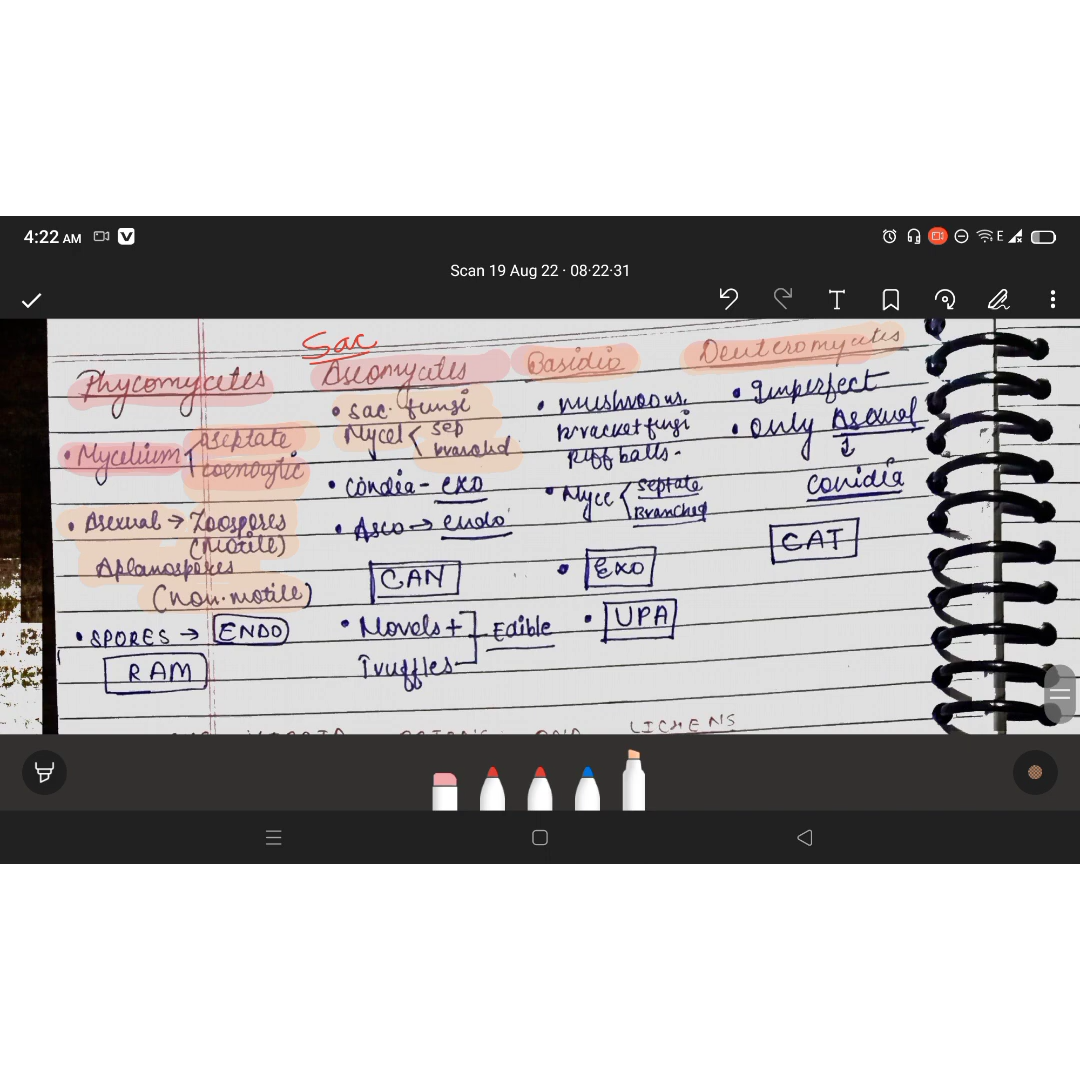 4:22 AM
E
Scan 19 Aug 22 · 08·22·31
T
Sac
Phycomycetes
• Mycelium
aseptate
coenocytic
• Asexual → Zoospores
(Motile)
Aplanospores
(non-motile)
• SPORES → ENDO
RAM
Ascomycetes
• Sac fungi
Mycel
sep
branched
• Condia - exo
• Asco → endo
CAN
• Morels +
Truffles
Edible
Basidio
• Mushrooms.
bracket fungi
puff balls.
• Myce
septate
Branched
• EXO
• UPA
Deuteromycetes
• Imperfect
• only Asexual
↓
conidia
CAT
LICHENS